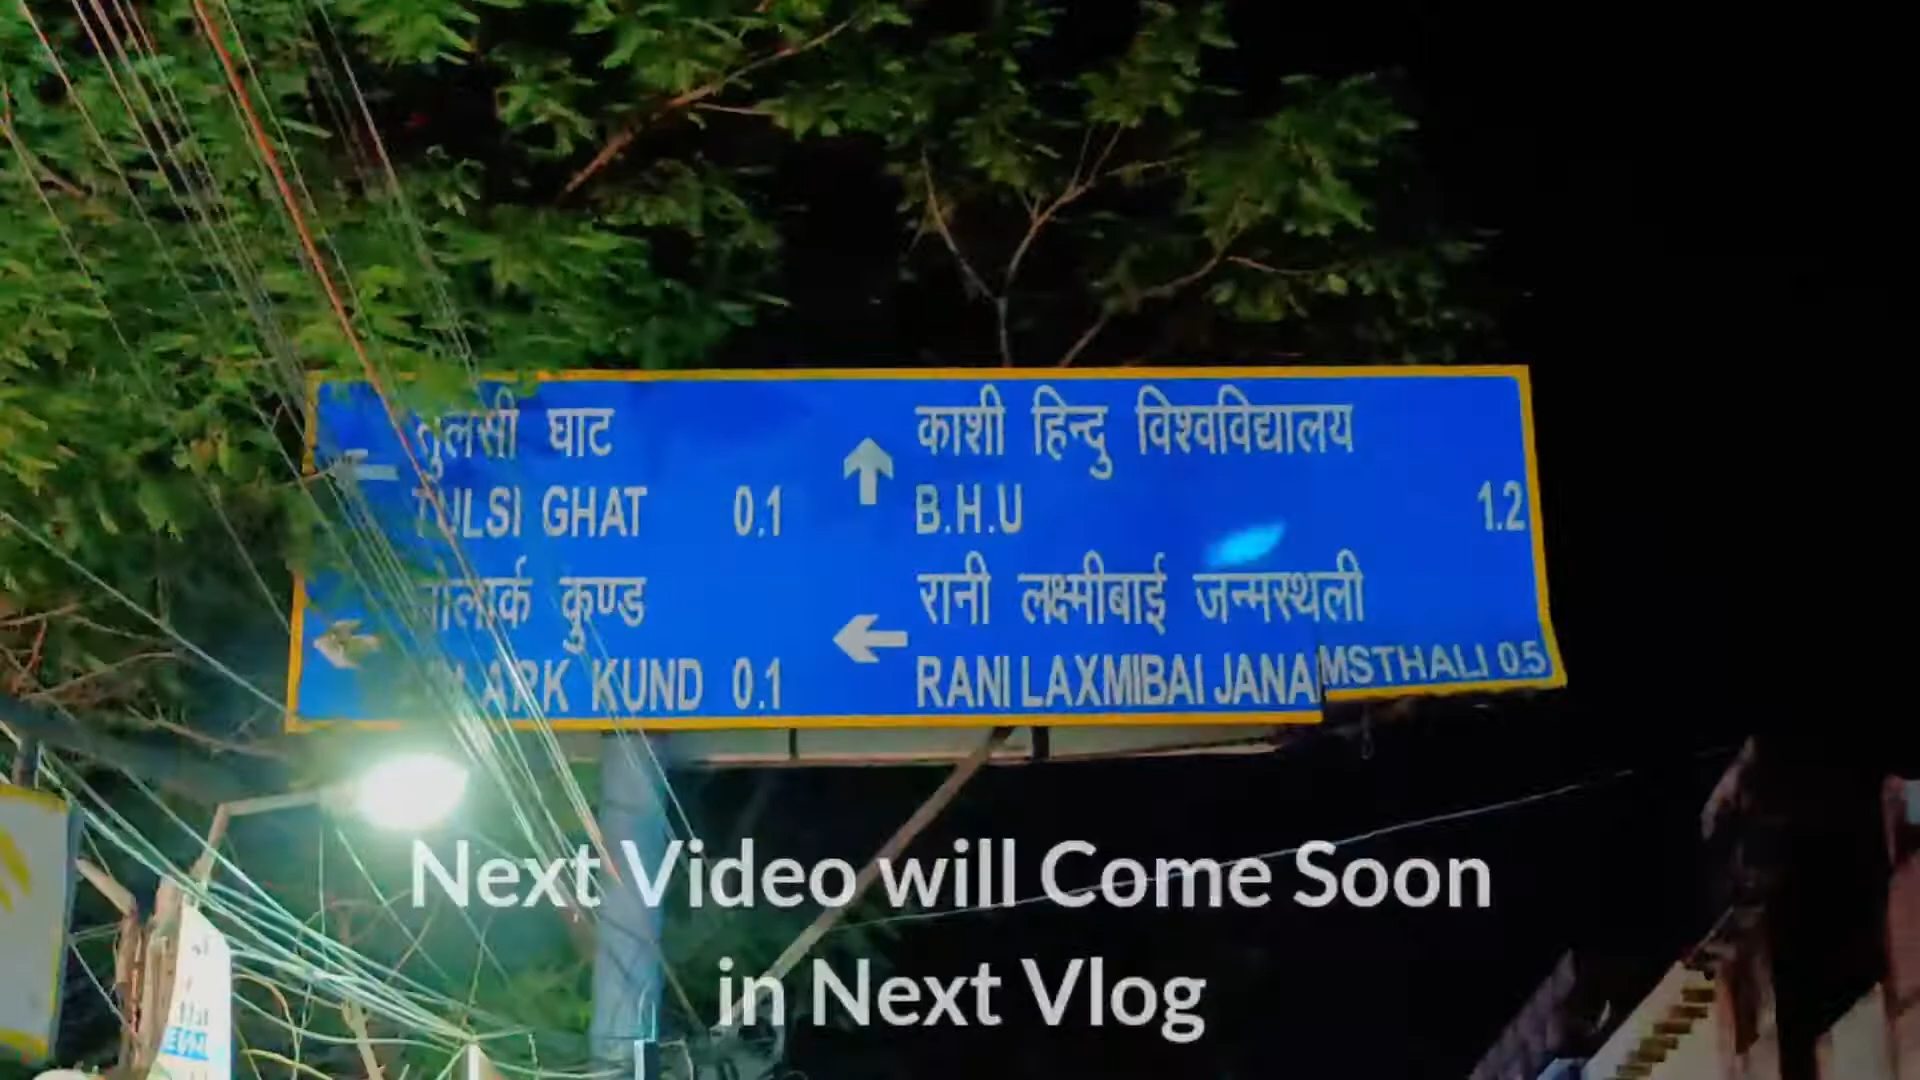 तुलसी घाट
TULSI GHAT 0.1
कुण्ड
KUND 0.1
काशी हिन्दु विश्वविद्यालय
B.H.U 1.2
रानी लक्ष्मीबाई जन्मस्थली
RANI LAXMIBAI JANAMSTHALI 0.5
Next Video will Come Soon
in Next Vlog